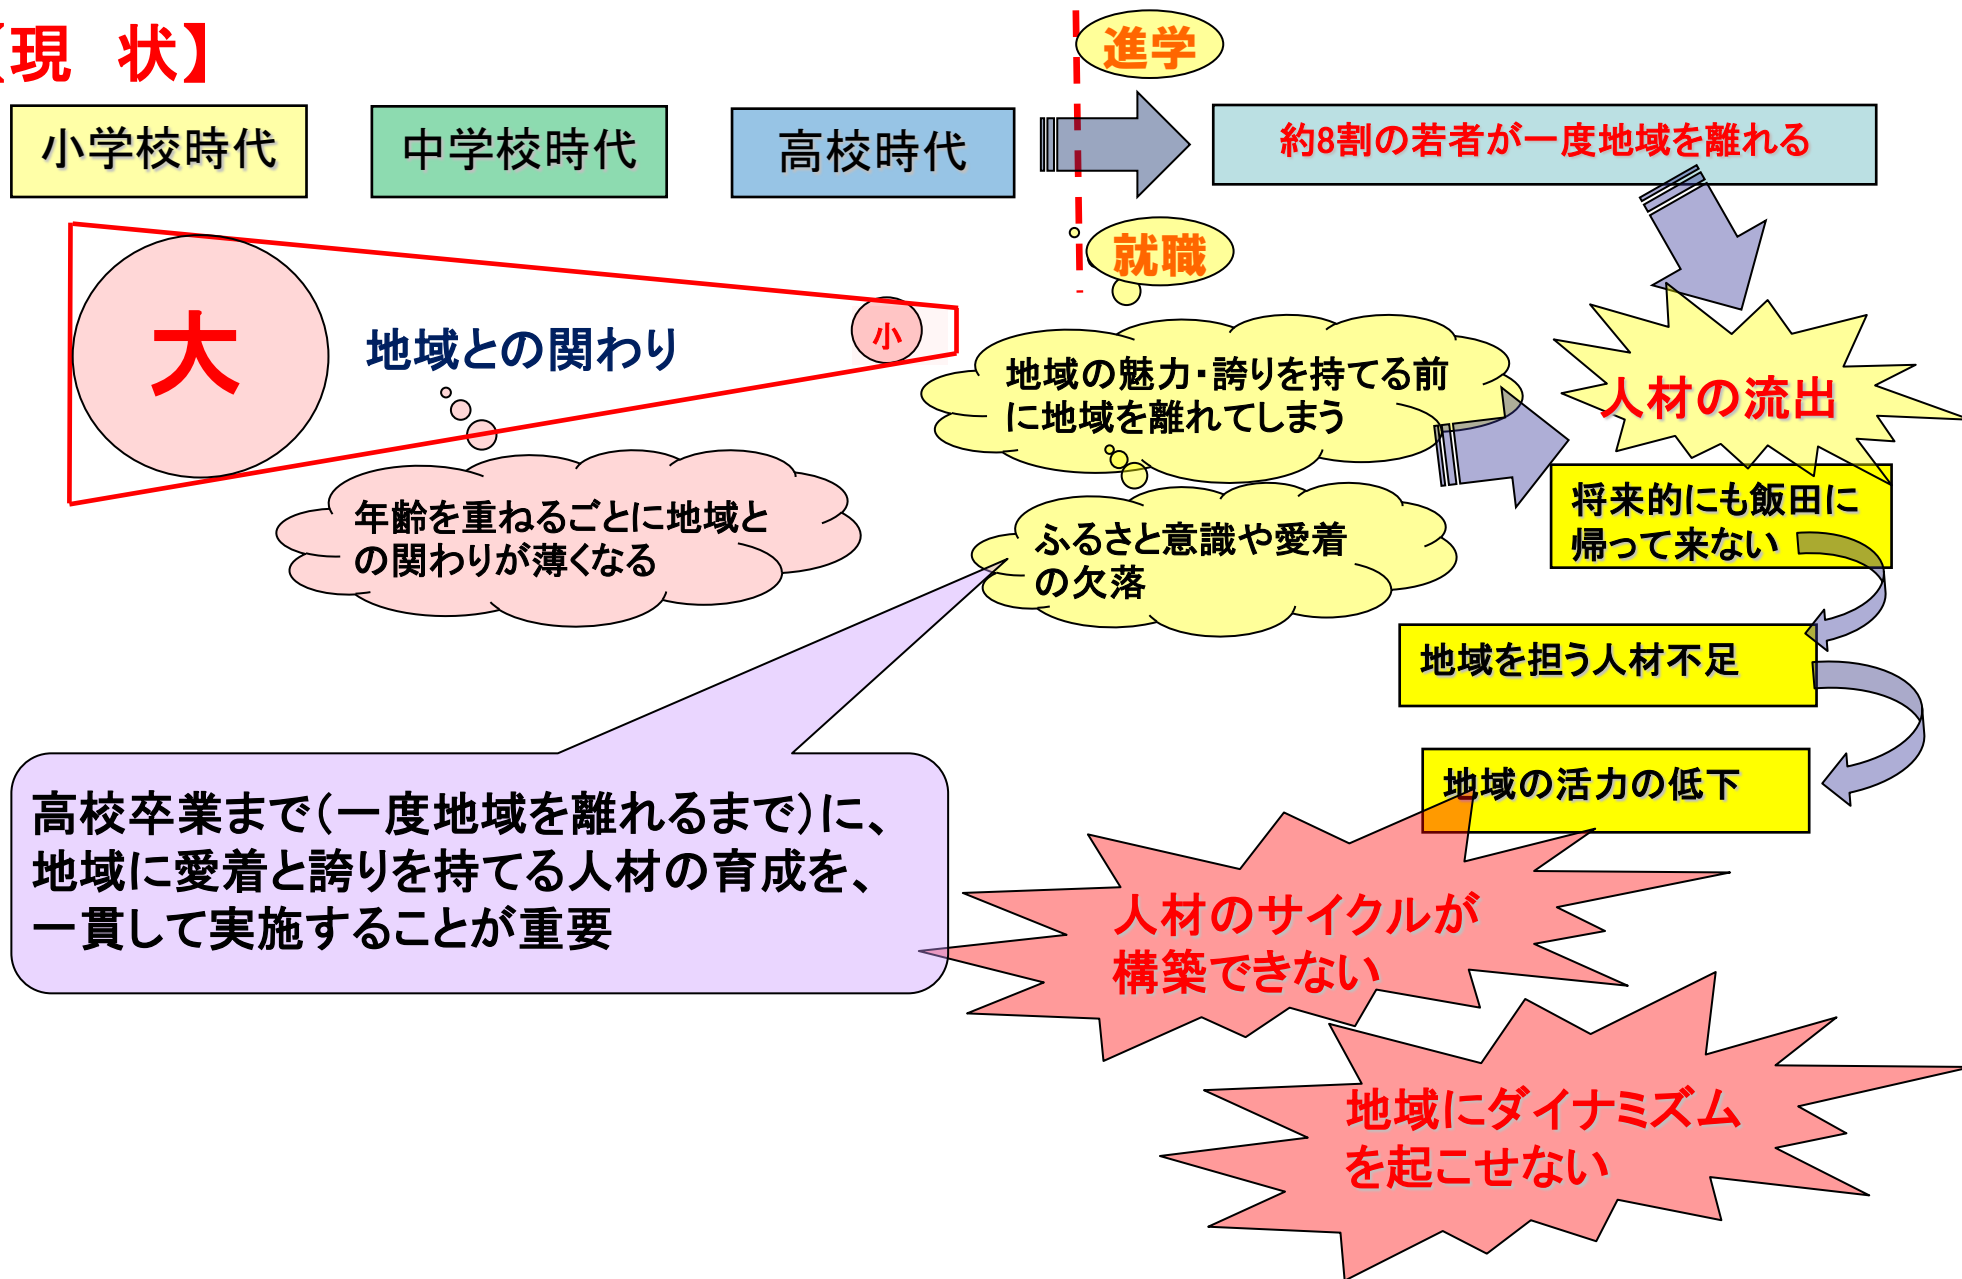 【現　状】
進学
小学校時代
中学校時代
高校時代
約8割の若者が一度地域を離れる
就職
大
地域との関わり
小
地域の魅力・誇りを持てる前
に地域を離れてしまう
人材の流出
年齢を重ねるごとに地域と
の関わりが薄くなる
ふるさと意識や愛着
の欠落
将来的にも飯田に
帰って来ない
地域を担う人材不足
地域の活力の低下
高校卒業まで（一度地域を離れるまで）に、
地域に愛着と誇りを持てる人材の育成を、
一貫して実施することが重要
人材のサイクルが
構築できない
地域にダイナミズム
を起こせない